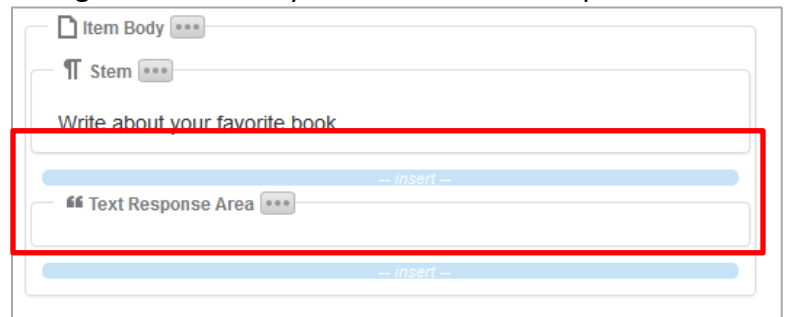 Item Body
Stem
Write about your favorite book
-- insert --
Text Response Area
-- insert --